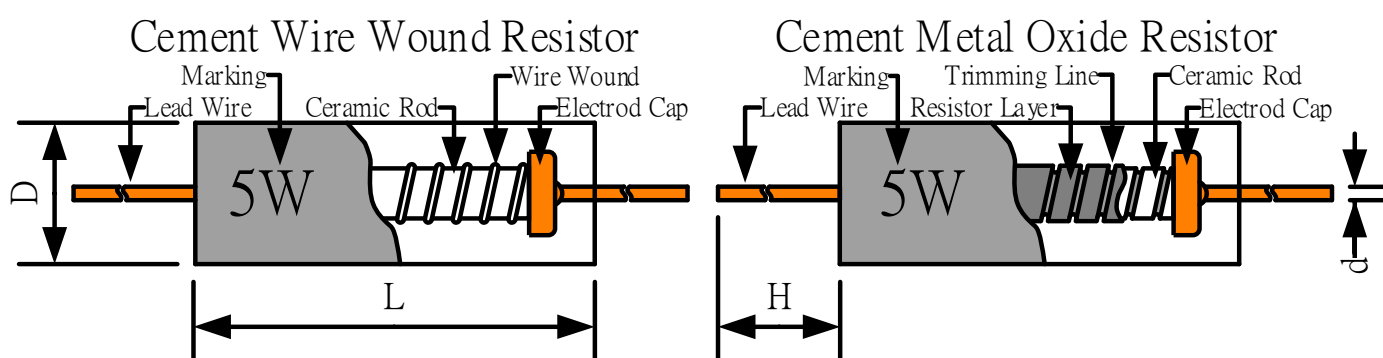 Cement Wire Wound Resistor
Marking
Wire Wound
Lead Wire
Ceramic Rod
Electrod Cap
5W
D
L
Cement Metal Oxide Resistor
Marking
Trimming Line
Ceramic Rod
Lead Wire
Resistor Layer
Electrod Cap
5W
H
d